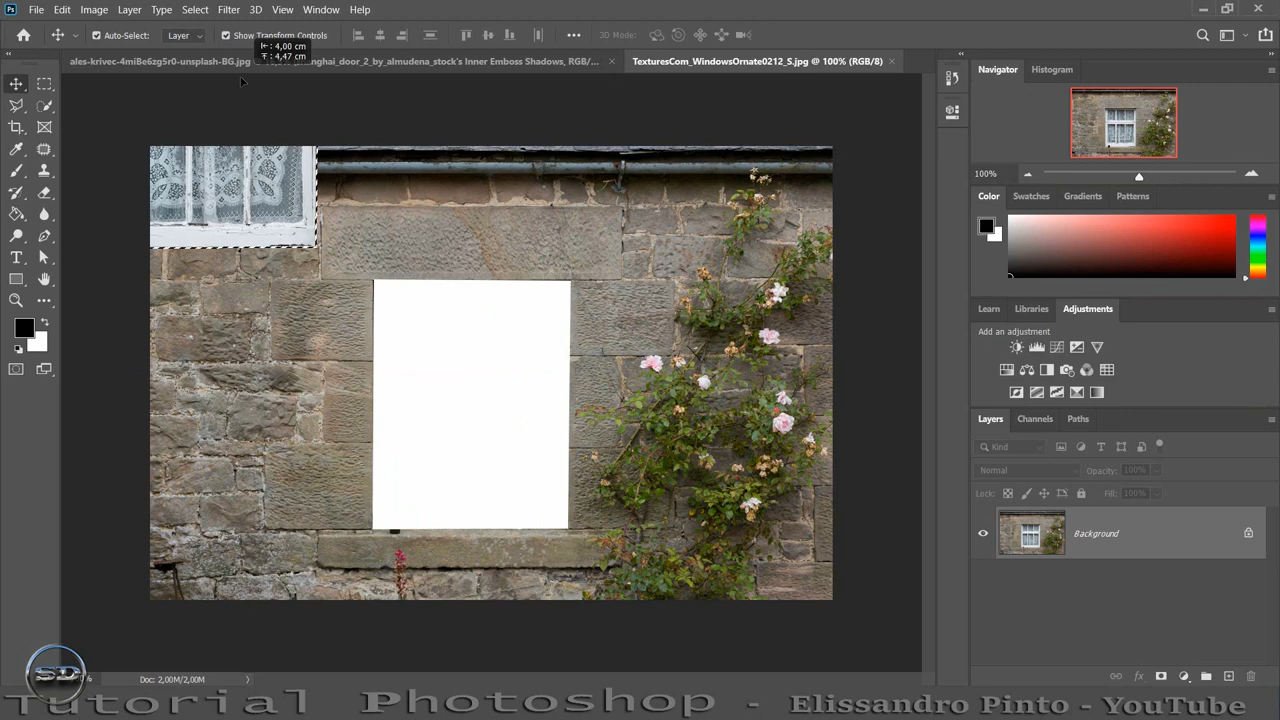 Ps File Edit Image Layer Type Select Filter 3D View Window Help
Auto-Select: Layer Show Transform Controls 3D Mode:
: 4,00 cm
: 4,47 cm
ales-krivec-4miBe6zg5r0-unsplash-BG.jpg
hanghai_door_2_by_almudena_stock's Inner Emboss Shadows, RGB/...
TexturesCom_WindowsOrnate0212_S.jpg @ 100% (RGB/8)
Navigator Histogram
100%
Color Swatches Gradients Patterns
Learn Libraries Adjustments
Add an adjustment
Layers Channels Paths
Kind
Normal Opacity: 100%
Lock: Fill: 100%
Background
SD
Doc: 2,00M/2,00M
Tutorial Photoshop - Elissandro Pinto - YouTube